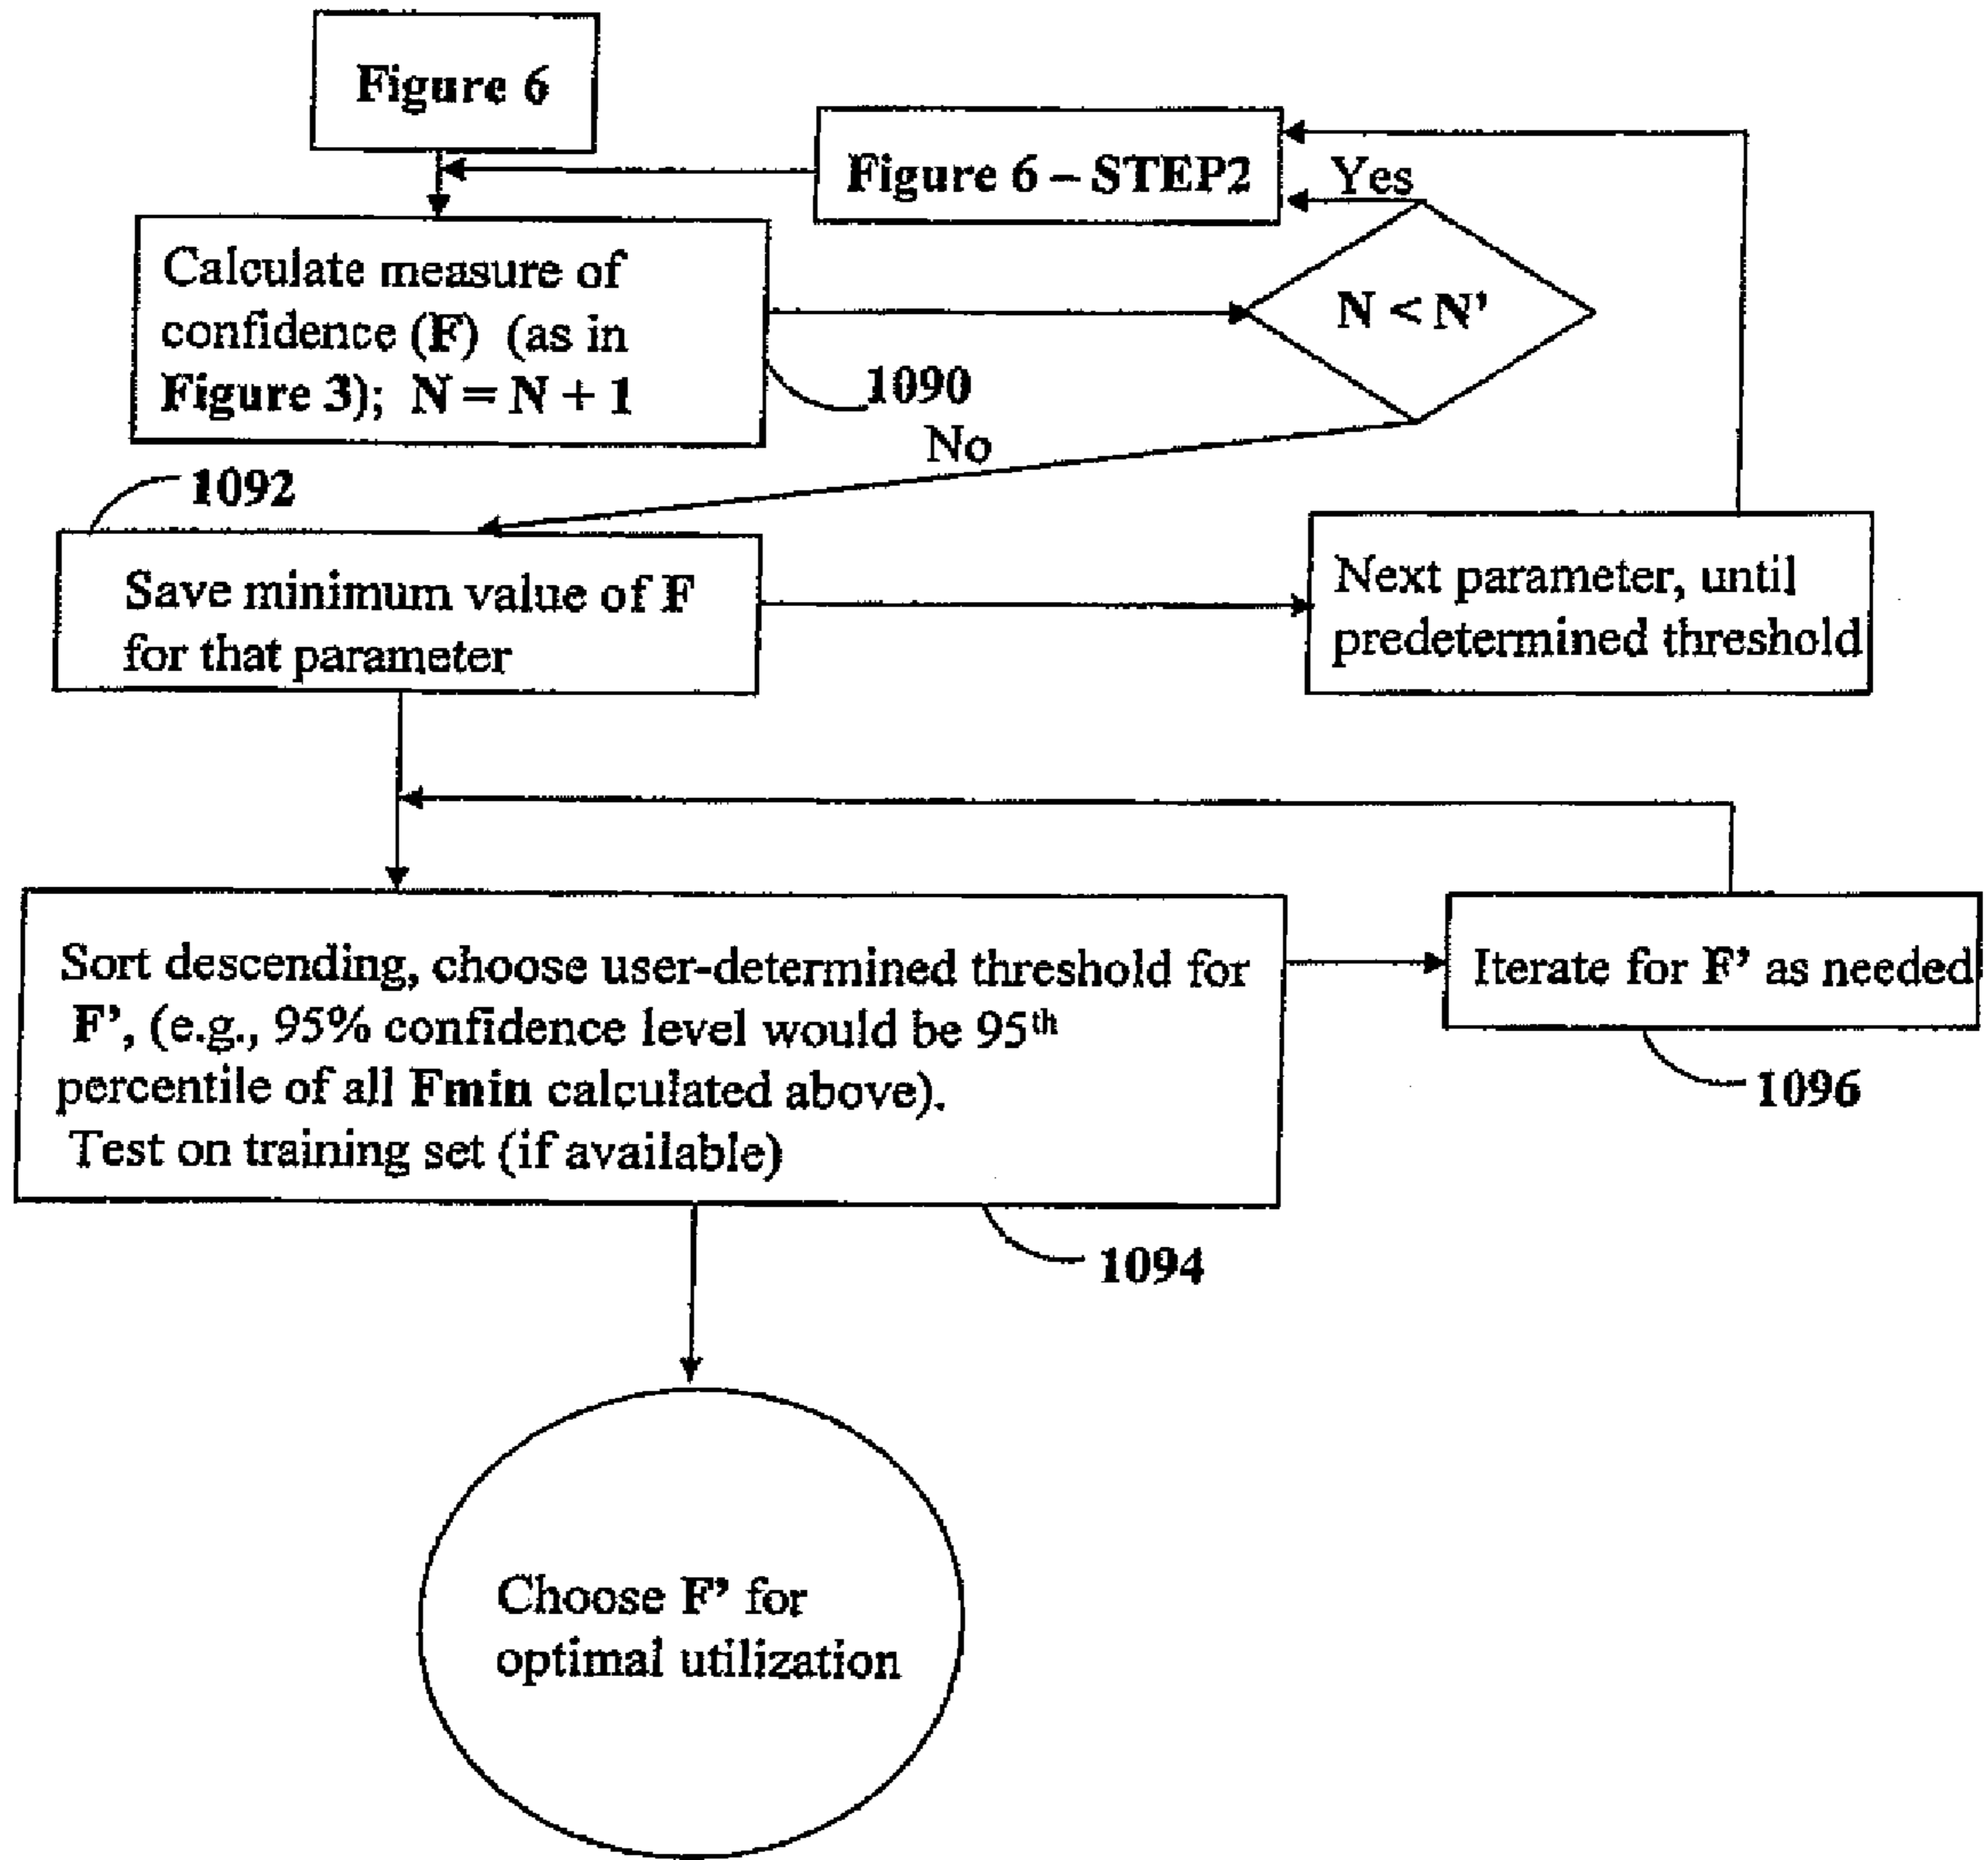 Figure 6
Figure 6 – STEP2
Yes
Calculate measure of
confidence (F) (as in
Figure 3); N = N + 1
N < N'
1090
No
1092
Save minimum value of F
for that parameter
Next parameter, until
predetermined threshold
Sort descending, choose user-determined threshold for
F', (e.g., 95% confidence level would be 95th
percentile of all Fmin calculated above).
Test on training set (if available)
Iterate for F' as needed
1096
1094
Choose F' for
optimal utilization